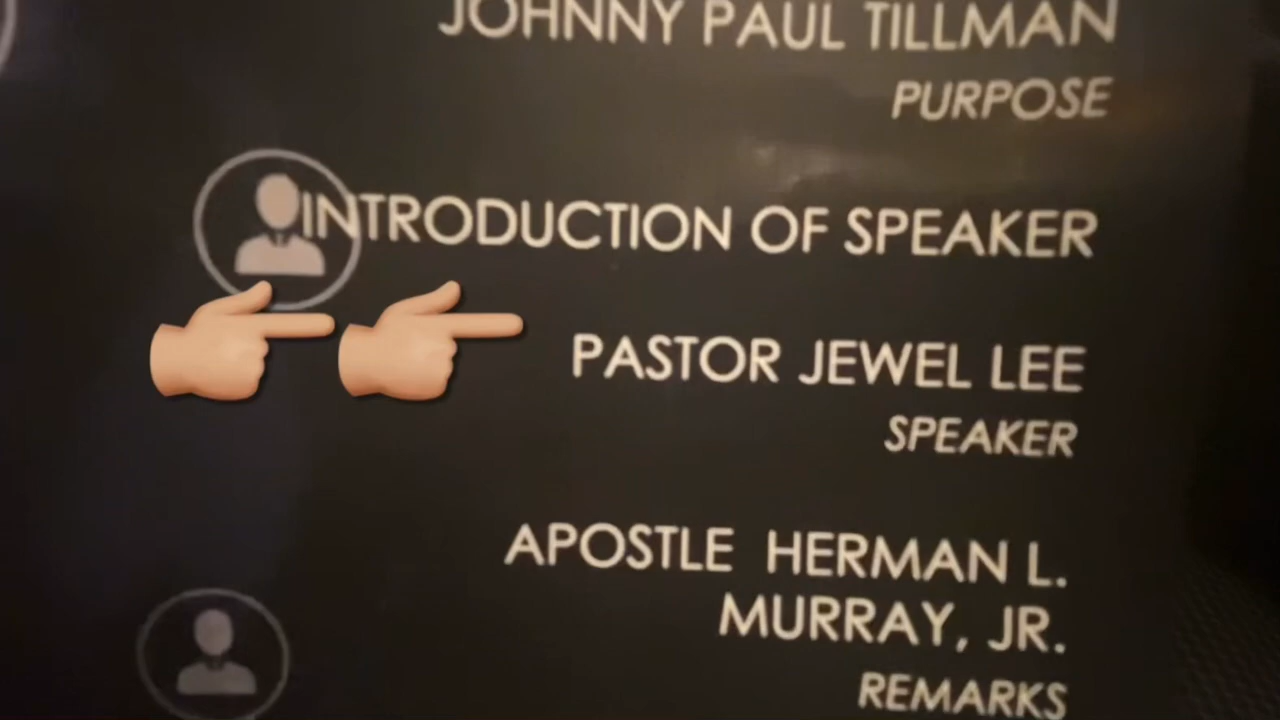 JOHNNY PAUL TILLMAN
PURPOSE
INTRODUCTION OF SPEAKER
PASTOR JEWEL LEE
SPEAKER
APOSTLE HERMAN L.
MURRAY, JR.
REMARKS